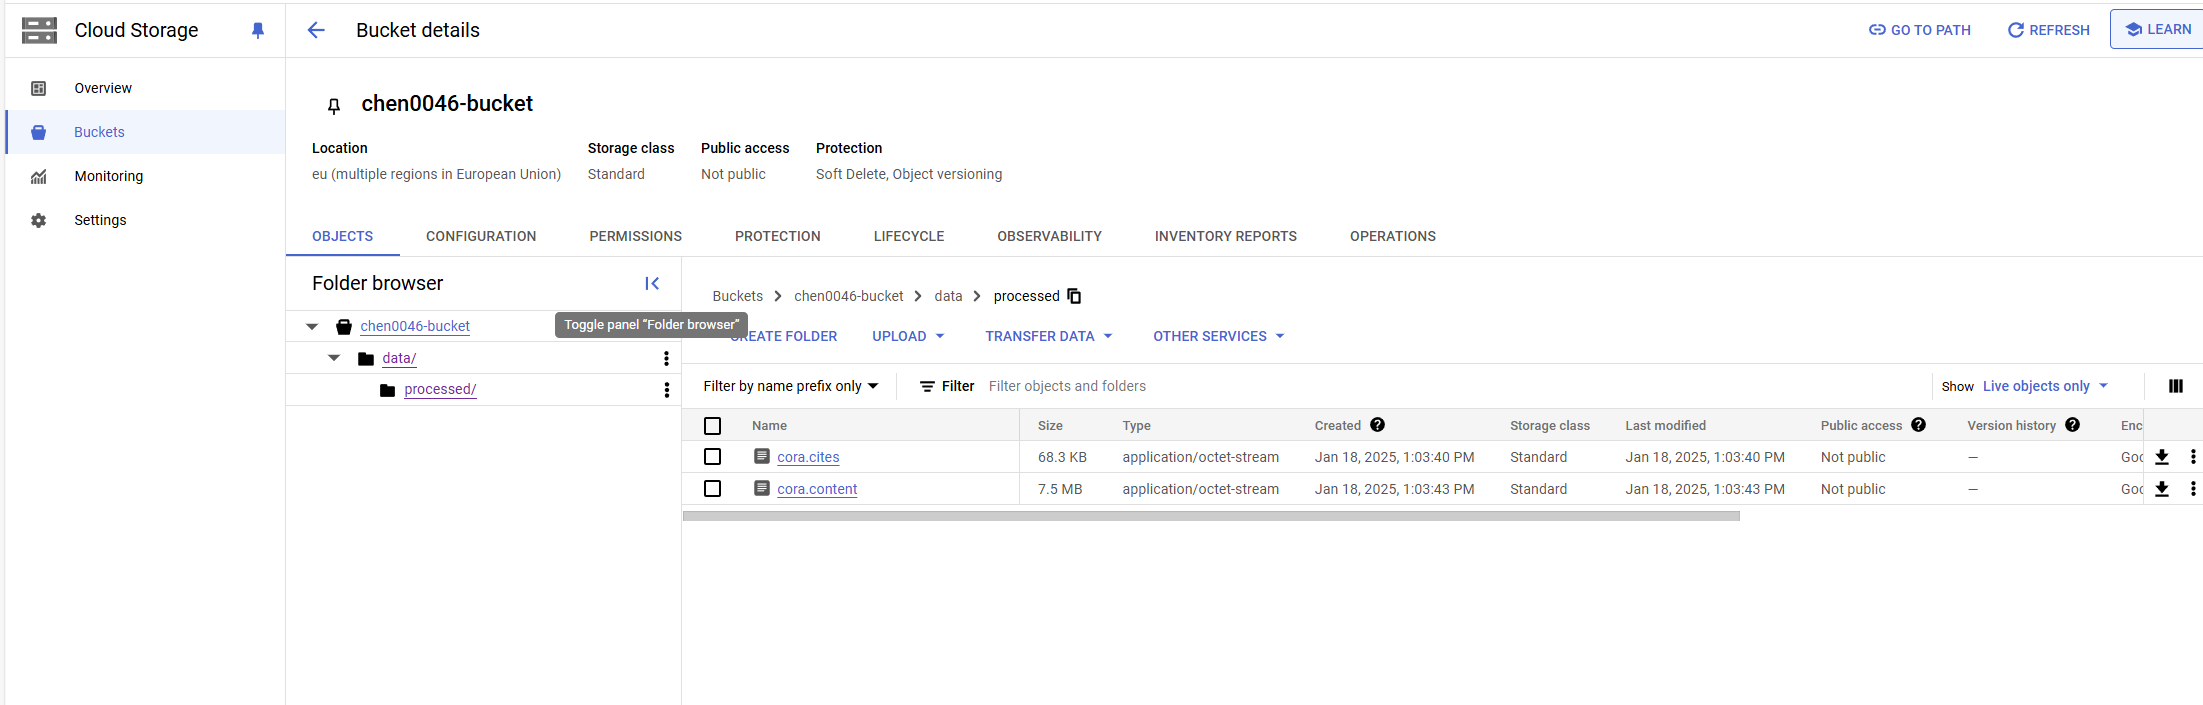 Cloud Storage
Bucket details
GO TO PATH
REFRESH
LEARN
Overview
Buckets
Monitoring
Settings
chen0046-bucket
Location Storage class Public access Protection
eu (multiple regions in European Union) Standard Not public Soft Delete, Object versioning
OBJECTS CONFIGURATION PERMISSIONS PROTECTION LIFECYCLE OBSERVABILITY INVENTORY REPORTS OPERATIONS
Folder browser
chen0046-bucket
Toggle panel “Folder browser”
data/
processed/
Buckets chen0046-bucket data processed
CREATE FOLDER UPLOAD TRANSFER DATA OTHER SERVICES
Filter by name prefix only Filter Filter objects and folders Show Live objects only
Name Size Type Created Storage class Last modified Public access Version history Enc
cora.cites 68.3 KB application/octet-stream Jan 18, 2025, 1:03:40 PM Standard Jan 18, 2025, 1:03:40 PM Not public — Goo
cora.content 7.5 MB application/octet-stream Jan 18, 2025, 1:03:43 PM Standard Jan 18, 2025, 1:03:43 PM Not public — Goo